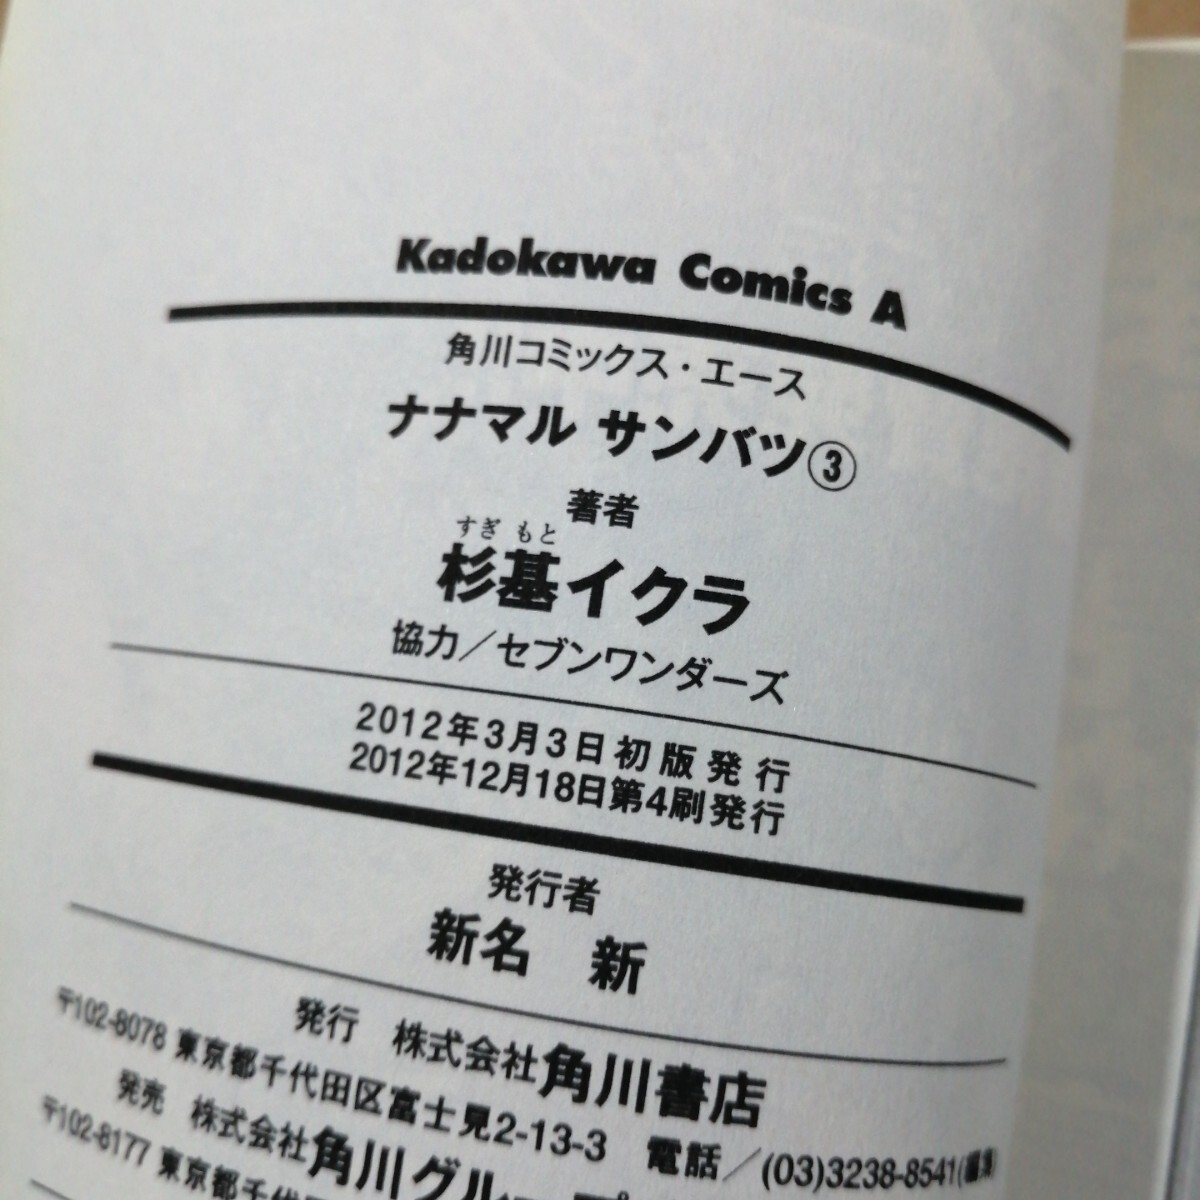 Kadokawa Comics A
角川コミックス・エース
ナナマル サンバツ③
著者
すぎ もと
杉基イクラ
協力／セブンワンダーズ
2012年3月3日初版発行
2012年12月18日第4刷発行
発行者
新名 新
発行 株式会社角川書店
〒102-8078 東京都千代田区富士見2-13-3 電話／(03)3238-8541(編集)
発売 株式会社角川グループ
〒102-8177 東京都千代田